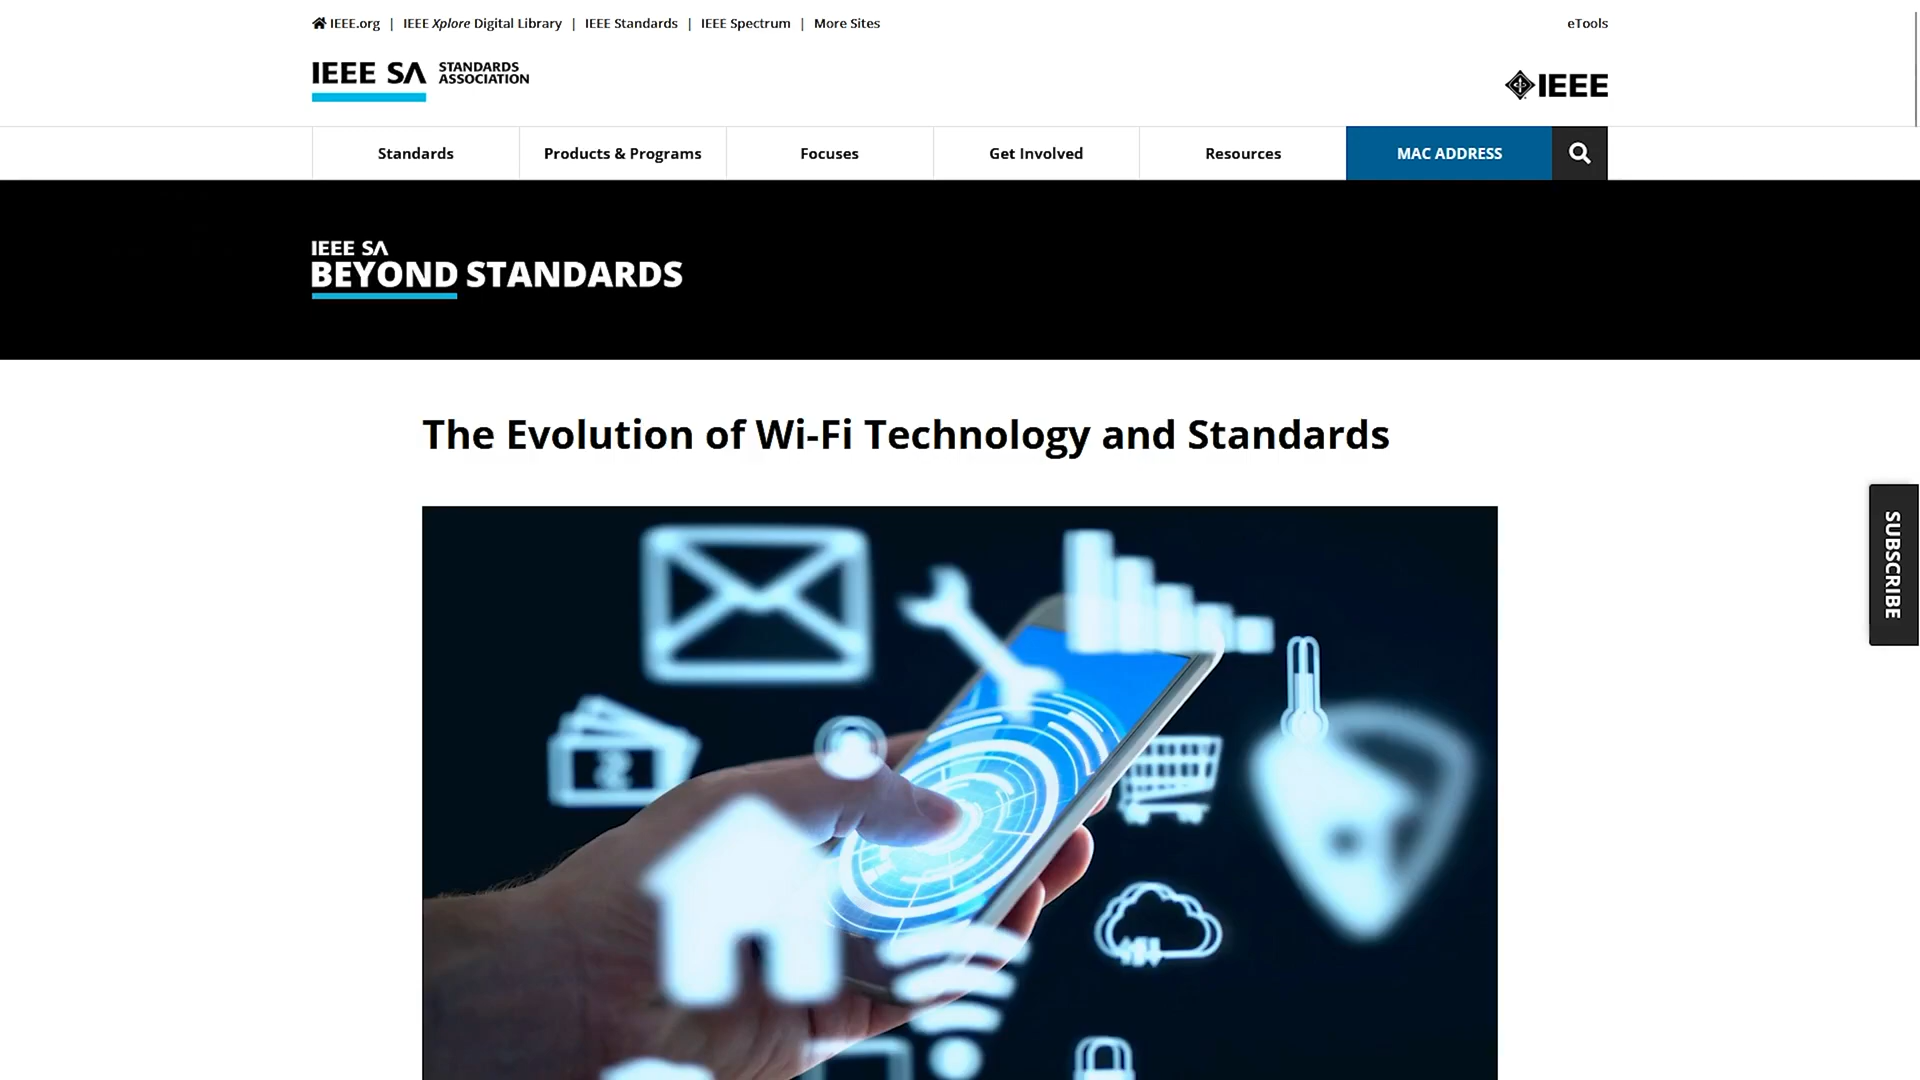 IEEE.org | IEEE Xplore Digital Library | IEEE Standards | IEEE Spectrum | More Sites
eTools
IEEE SA STANDARDS
ASSOCIATION
IEEE
Standards
Products & Programs
Focuses
Get Involved
Resources
MAC ADDRESS
IEEE SA
BEYOND STANDARDS
The Evolution of Wi-Fi Technology and Standards
SUBSCRIBE